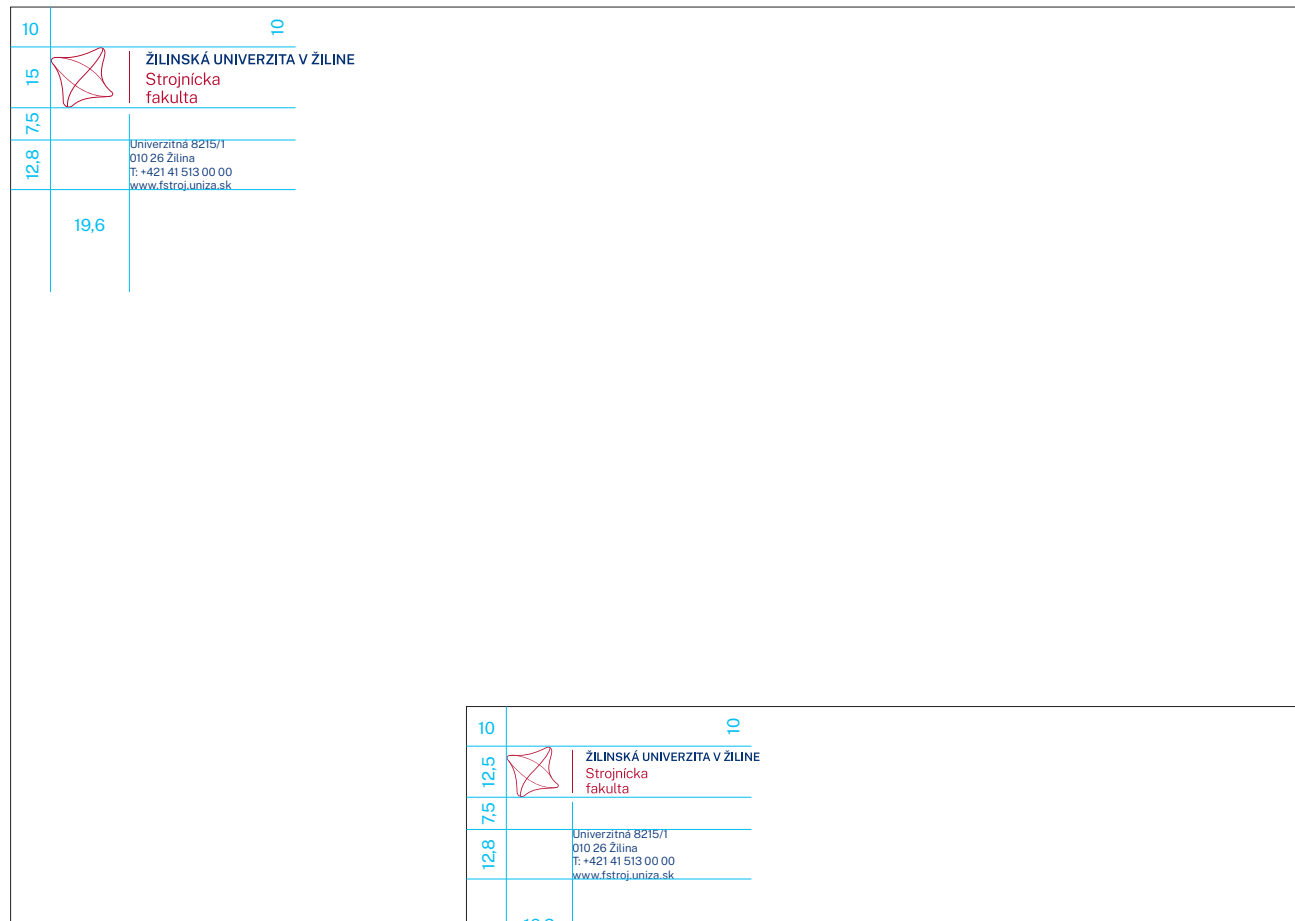 10
10
15
ŽILINSKÁ UNIVERZITA V ŽILINE
Strojnícka
fakulta
7,5
12,8
Univerzitná 8215/1
010 26 Žilina
T: +421 41 513 00 00
www.fstroj.uniza.sk
19,6
10
10
12,5
ŽILINSKÁ UNIVERZITA V ŽILINE
Strojnícka
fakulta
7,5
12,8
Univerzitná 8215/1
010 26 Žilina
T: +421 41 513 00 00
www.fstroj.uniza.sk